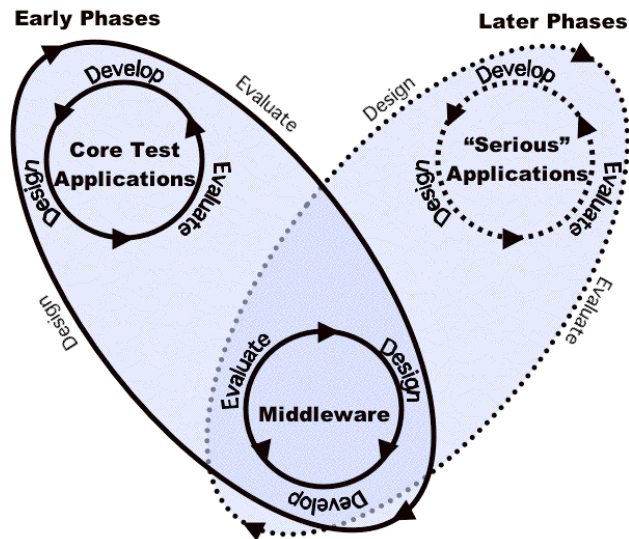 Early Phases
Later Phases
Develop
Evaluate
Design
Develop
Core Test
Applications
"Serious"
Applications
Design
Evaluate
Design
Evaluate
Design
Evaluate
Evaluate
Design
Middleware
Develop